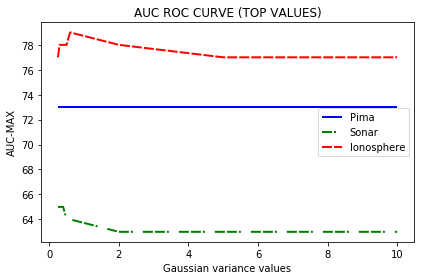 AUC ROC CURVE (TOP VALUES)
AUC-MAX
78
76
74
72
70
68
66
64
Pima
Sonar
Ionosphere
0 2 4 6 8 10
Gaussian variance values